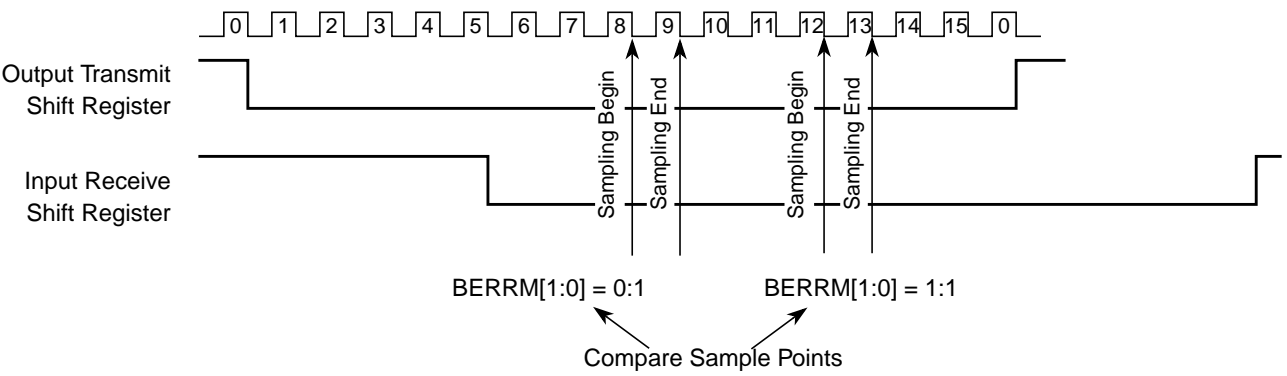 0 1 2 3 4 5 6 7 8 9 10 11 12 13 14 15 0
Output Transmit
Shift Register
Input Receive
Shift Register
Sampling Begin
Sampling End
Sampling Begin
Sampling End
BERRM[1:0] = 0:1
BERRM[1:0] = 1:1
Compare Sample Points